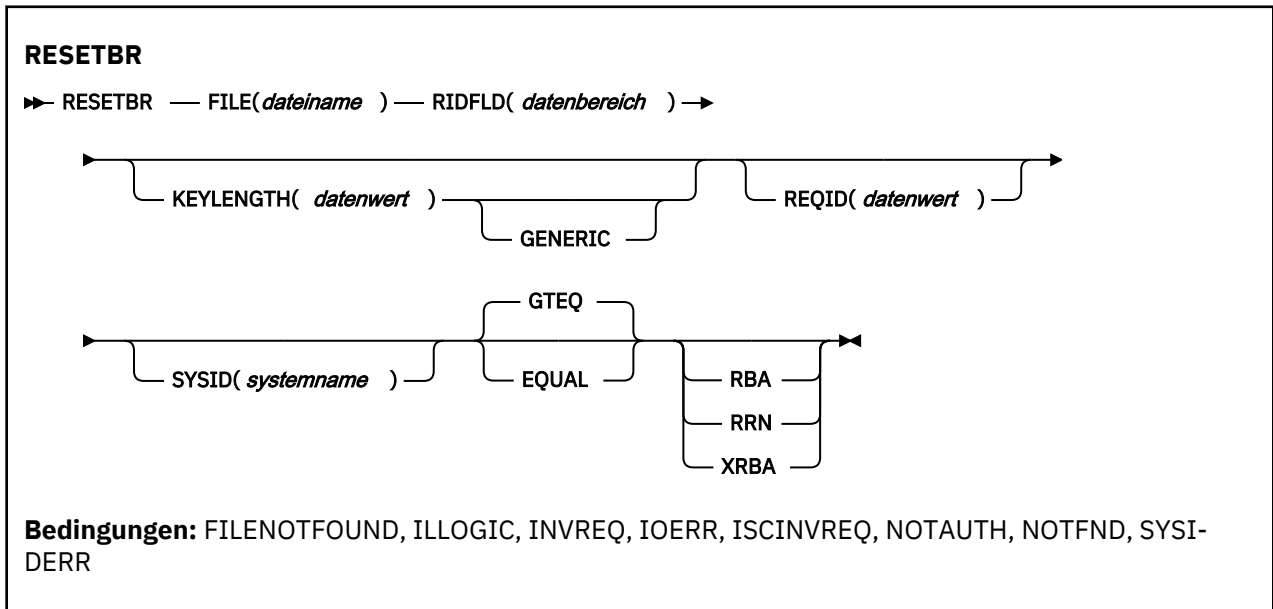 RESETBR
RESETBR FILE(dateiname ) RIDFLD( datenbereich )
KEYLENGTH( datenwert ) REQID( datenwert )
GENERIC
GTEQ
SYSID( systemname ) EQUAL RBA
RRN
XRBA
Bedingungen: FILENOTFOUND, ILLOGIC, INVREQ, IOERR, ISCINVREQ, NOTAUTH, NOTFND, SYSI-
DERR